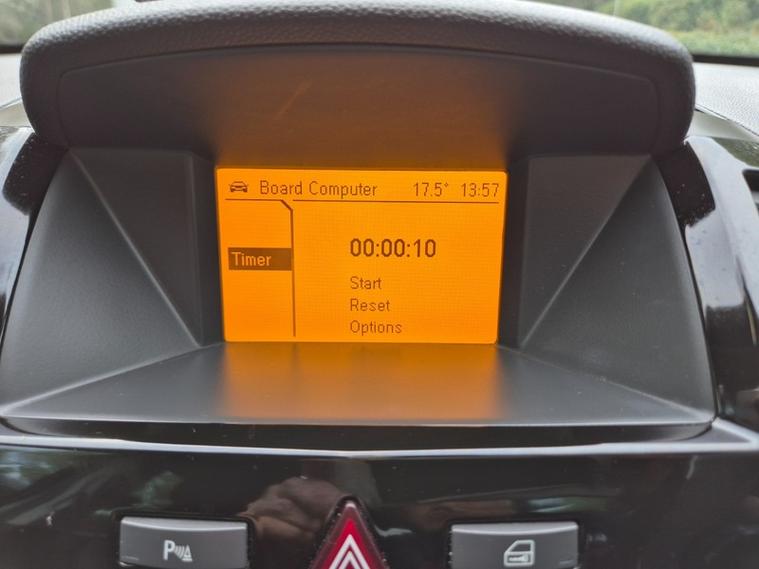 Board Computer 17.5° 13:57
Timer
00:00:10
Start
Reset
Options
P